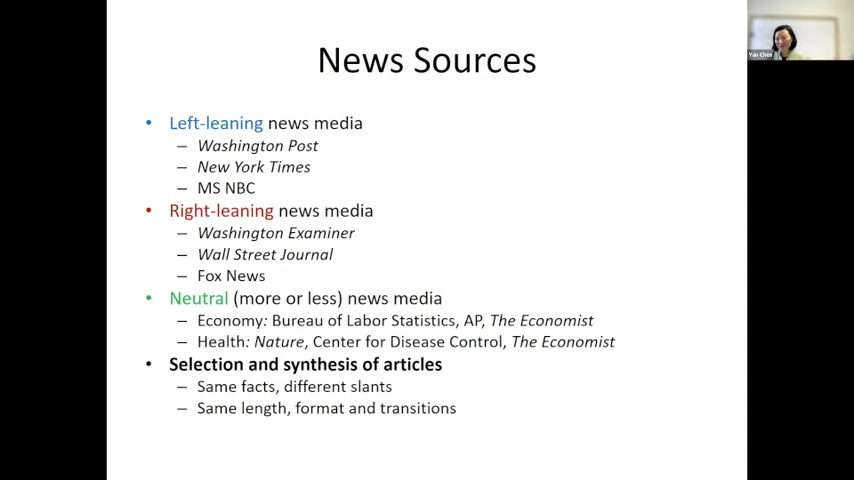 News Sources
Yan Chen
• Left-leaning news media
– Washington Post
– New York Times
– MS NBC
• Right-leaning news media
– Washington Examiner
– Wall Street Journal
– Fox News
• Neutral (more or less) news media
– Economy: Bureau of Labor Statistics, AP, The Economist
– Health: Nature, Center for Disease Control, The Economist
• Selection and synthesis of articles
– Same facts, different slants
– Same length, format and transitions